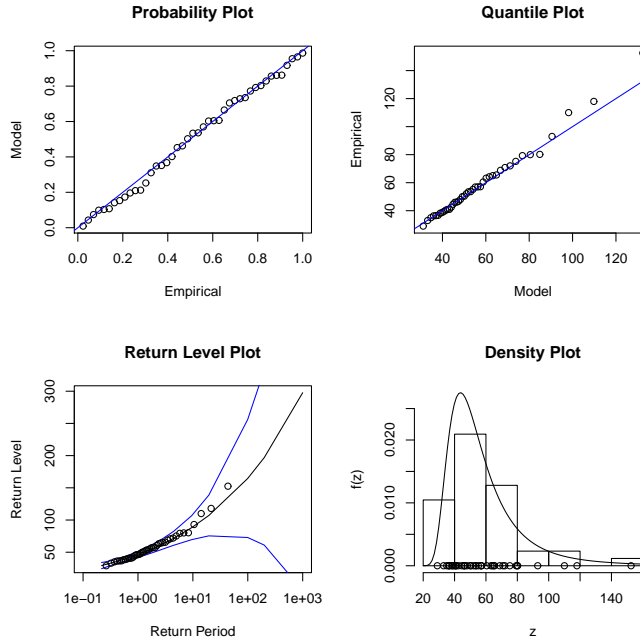 Probability Plot
Model
0.0 0.2 0.4 0.6 0.8 1.0
0.0 0.2 0.4 0.6 0.8 1.0
Empirical
Quantile Plot
Empirical
40 60 80 120
40 60 80 100 120
Model
Return Level Plot
Return Level
50 100 200 300
1e−01 1e+00 1e+01 1e+02 1e+03
Return Period
Density Plot
f(z)
0.000 0.010 0.020
20 40 60 80 100 140
z